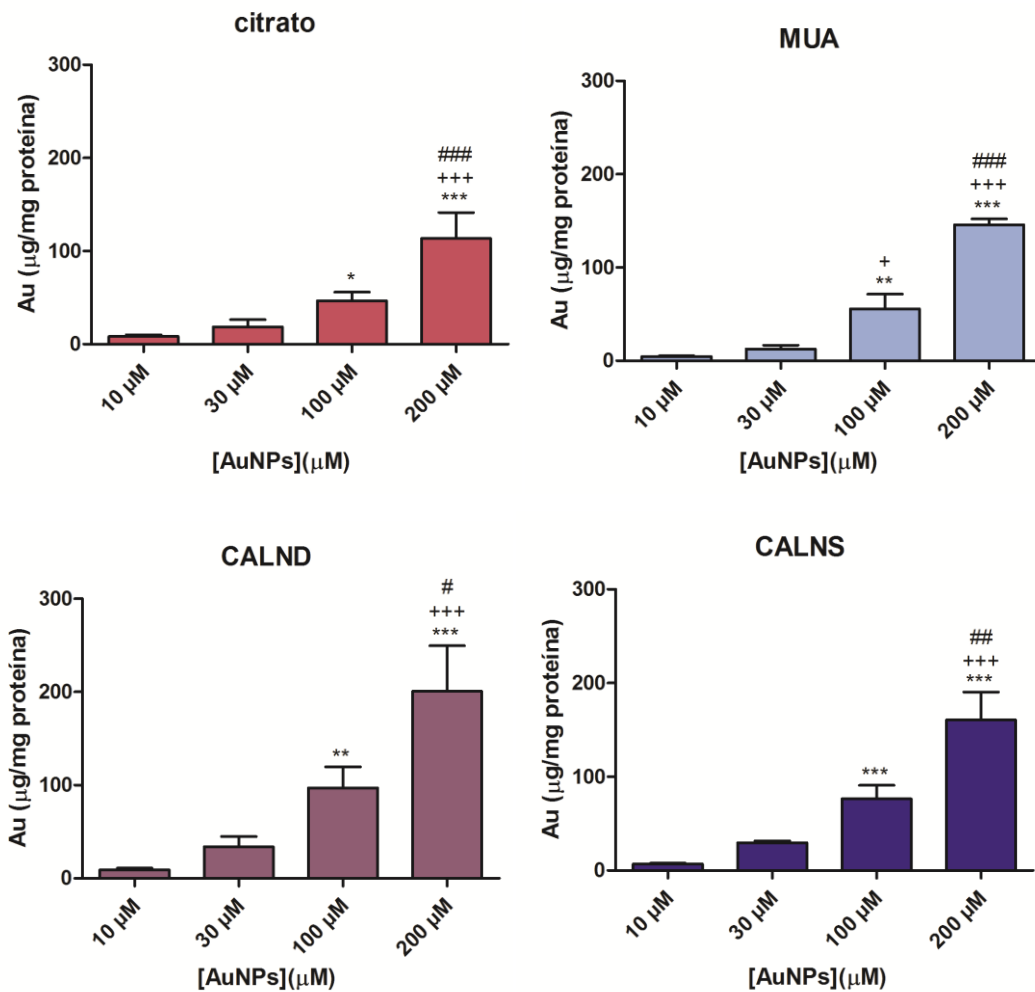 citrato
Au (µg/mg proteína)
300
200
100
0
###
+++
***
*
10 µM
30 µM
100 µM
200 µM
[AuNPs](µM)
MUA
Au (µg/mg proteína)
300
200
100
0
###
+++
***
+
**
10 µM
30 µM
100 µM
200 µM
[AuNPs](µM)
CALND
Au (µg/mg proteína)
300
200
100
0
#
+++
***
**
10 µM
30 µM
100 µM
200 µM
[AuNPs](µM)
CALNS
Au (µg/mg proteína)
300
200
100
0
##
+++
***
***
10 µM
30 µM
100 µM
200 µM
[AuNPs](µM)